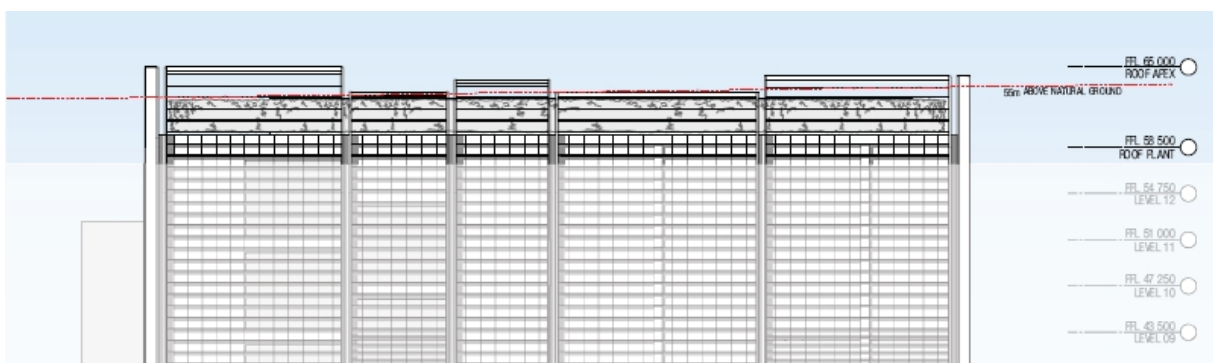 FFL 65 000
ROOF APEX
55m ABOVE NATURAL GROUND
FFL 58 500
ROOF PLANT
FFL 54 750
LEVEL 12
FFL 51 000
LEVEL 11
FFL 47 250
LEVEL 10
FFL 43 500
LEVEL 09